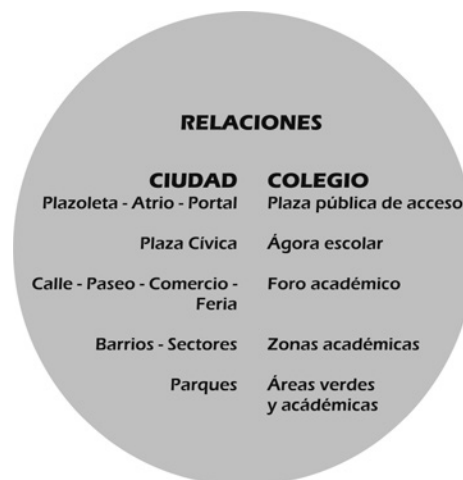 RELACIONES
CIUDAD COLEGIO
Plazoleta - Atrio - Portal Plaza pública de acceso
Plaza Cívica Ágora escolar
Calle - Paseo - Comercio - Foro académico
Feria
Barrios - Sectores Zonas académicas
Parques Áreas verdes
y acádémicas